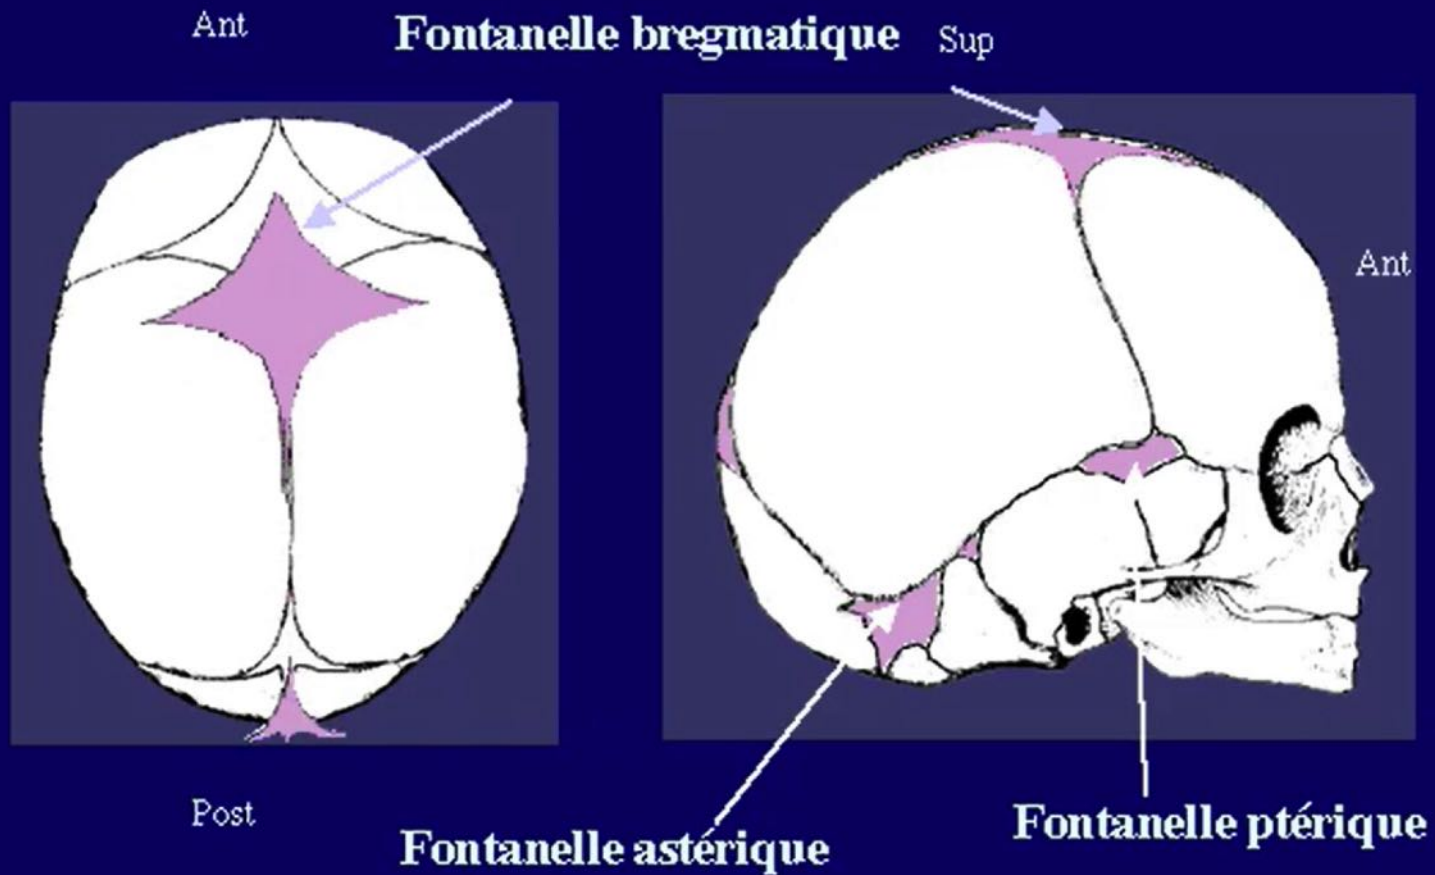 Ant
Fontanelle bregmatique
Sup
Ant
Post
Fontanelle astérique
Fontanelle ptérique